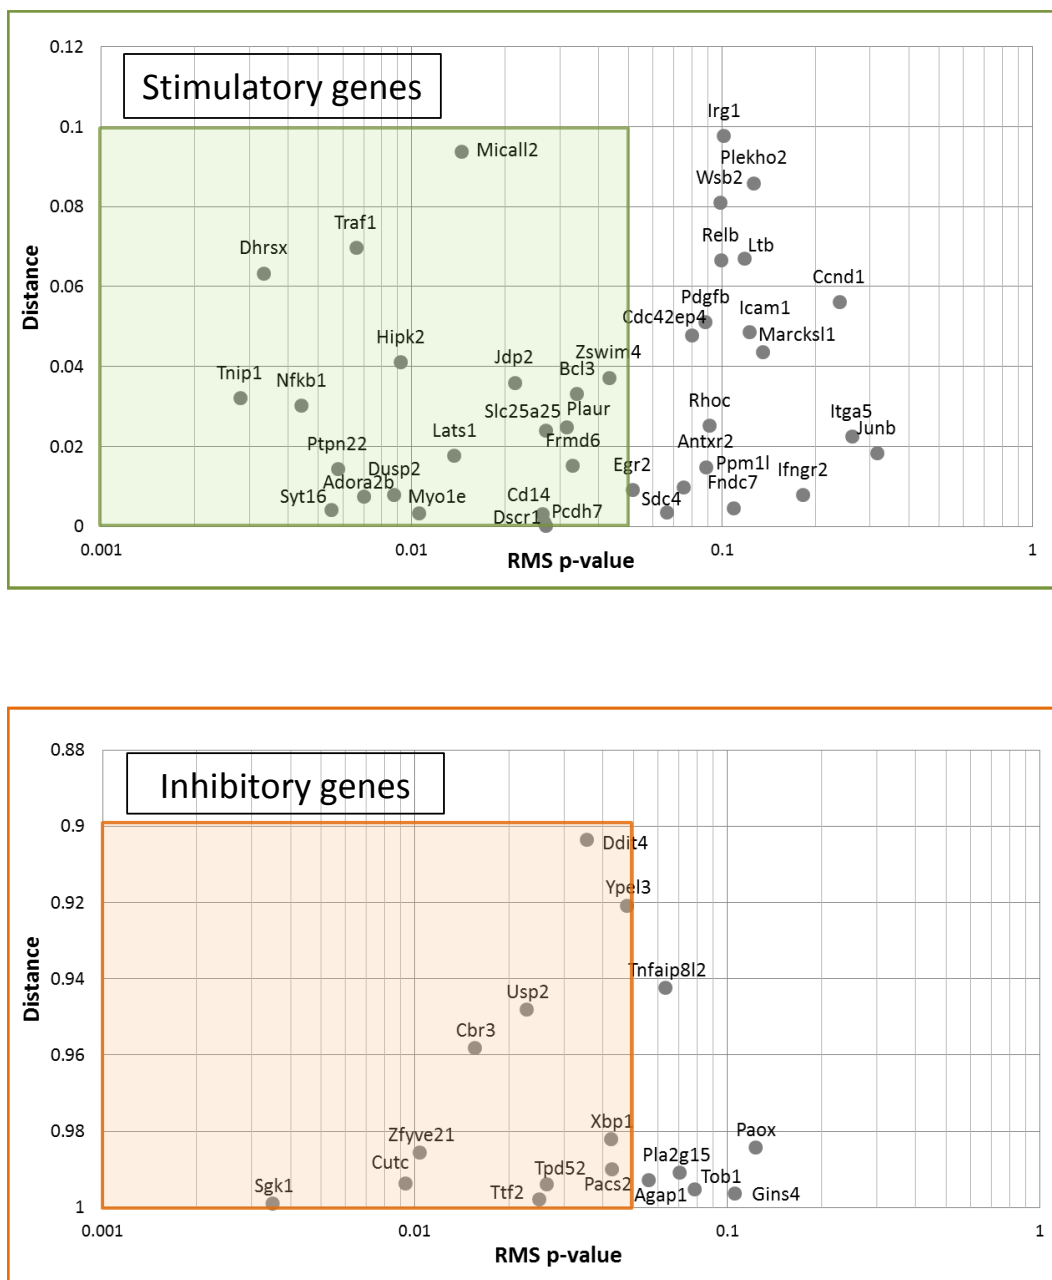 0.12
Stimulatory genes
Irg1
0.1
Micall2
Plekho2
Wsb2
0.08
Traf1
Relb
Ltb
Dhrsx
0.06
Ccnd1
Pdgfb
Icam1
Cdc42ep4
Marcksl1
Hipk2
Jdp2
Zswim4
0.04
Tnip1
Nfkb1
Bcl3
Slc25a25
Plaur
Rhoc
Itga5
Lats1
Frmd6
Antxr2
Junb
0.02
Ptpn22
Dusp2
Egr2
Ppm1l
Ifngr2
Adora2b
Fndc7
Syt16
Myo1e
Cd14
Pcdh7
Sdc4
Dscr1
0
Distance
0.001
0.01
0.1
1
RMS p-value
0.88
Inhibitory genes
0.9
Ddit4
Ypel3
0.92
Tnfaip8l2
0.94
Usp2
Cbr3
0.96
Xbp1
Paox
0.98
Zfyve21
Pla2g15
Cutc
Tpd52
Tob1
Sgk1
Ttf2
Pacs2
Agap1
Gins4
1
Distance
0.001
0.01
0.1
1
RMS p-value